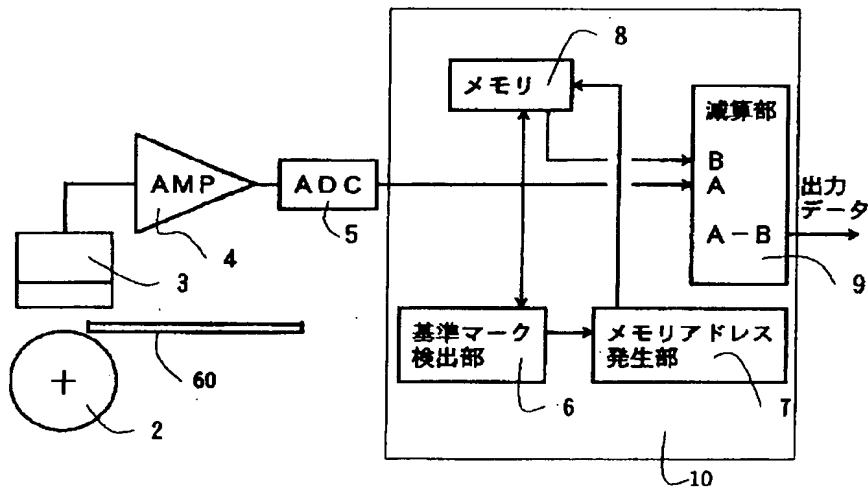 8
メモリ
減算部
B
A
A－B
9
出力
データ
AMP
4
ADC
5
3
60
2
基準マーク
検出部
6
メモリアドレス
発生部
7
10